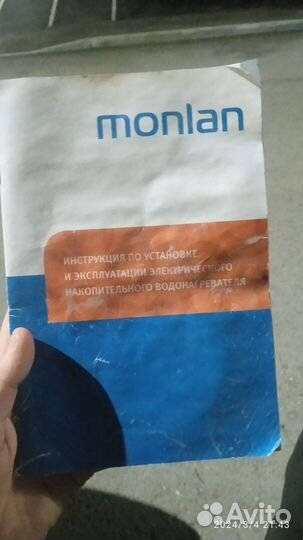 monlan
ИНСТРУКЦИЯ ПО УСТАНОВКЕ
И ЭКСПЛУАТАЦИИ ЭЛЕКТРИЧЕСКОГО
НАКОПИТЕЛЬНОГО ВОДОНАГРЕВАТЕЛЯ
2024/8/4 21:43
Avito